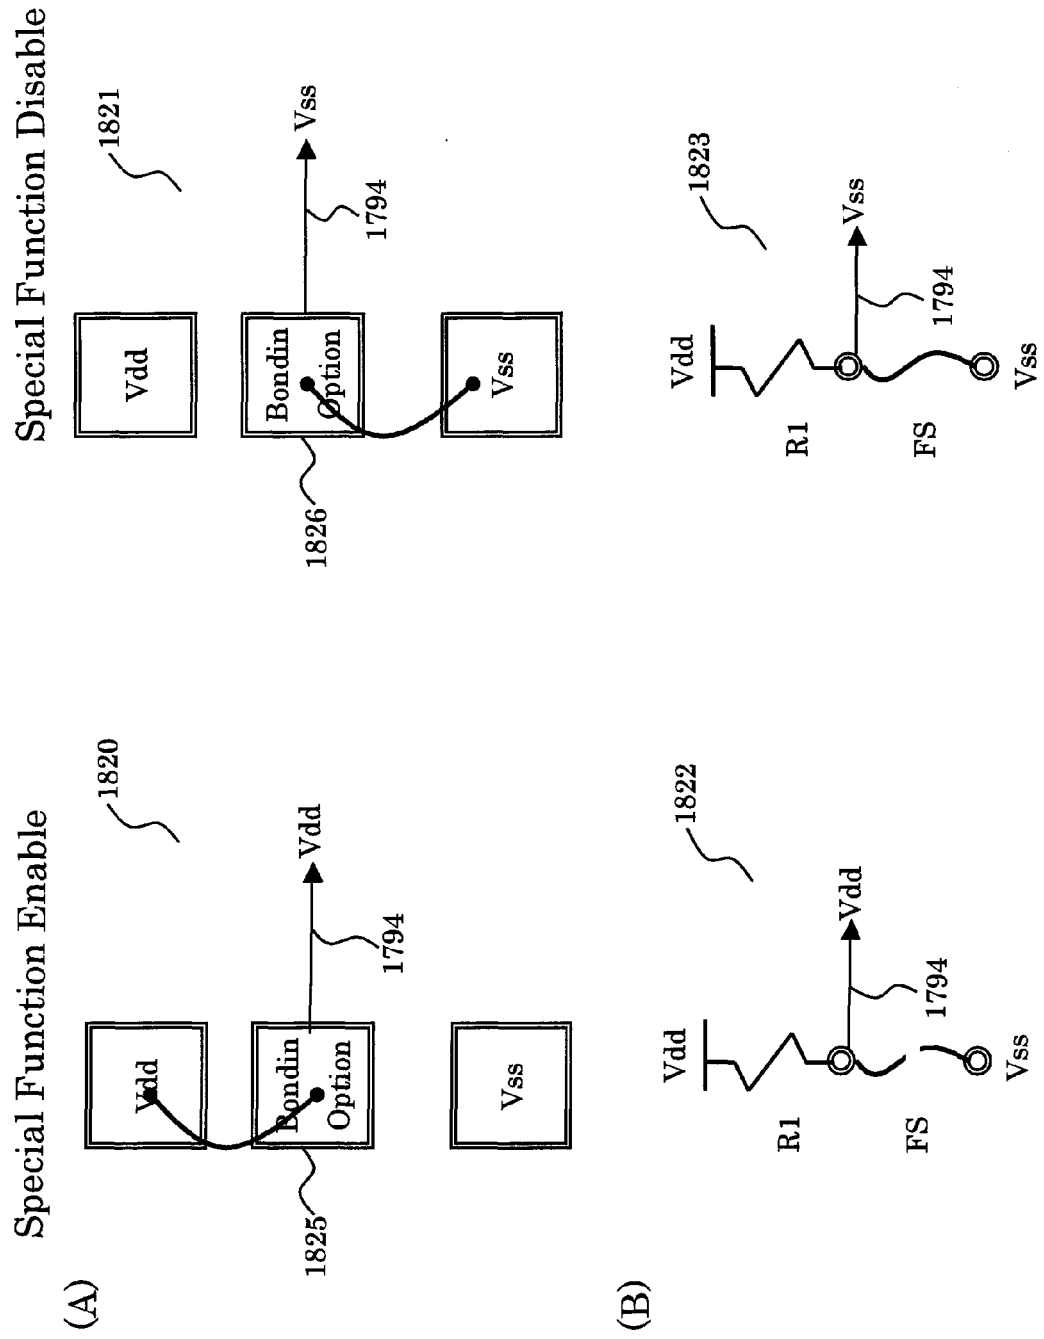 Special Function Enable
Special Function Disable
(A)
1820
Vdd
Bondin
Option
Vss
Vdd
1794
1825
1821
Vdd
Bondin
Option
Vss
Vss
1794
1826
(B)
1822
Vdd
R1
Vdd
1794
FS
Vss
1823
Vdd
R1
Vss
1794
FS
Vss